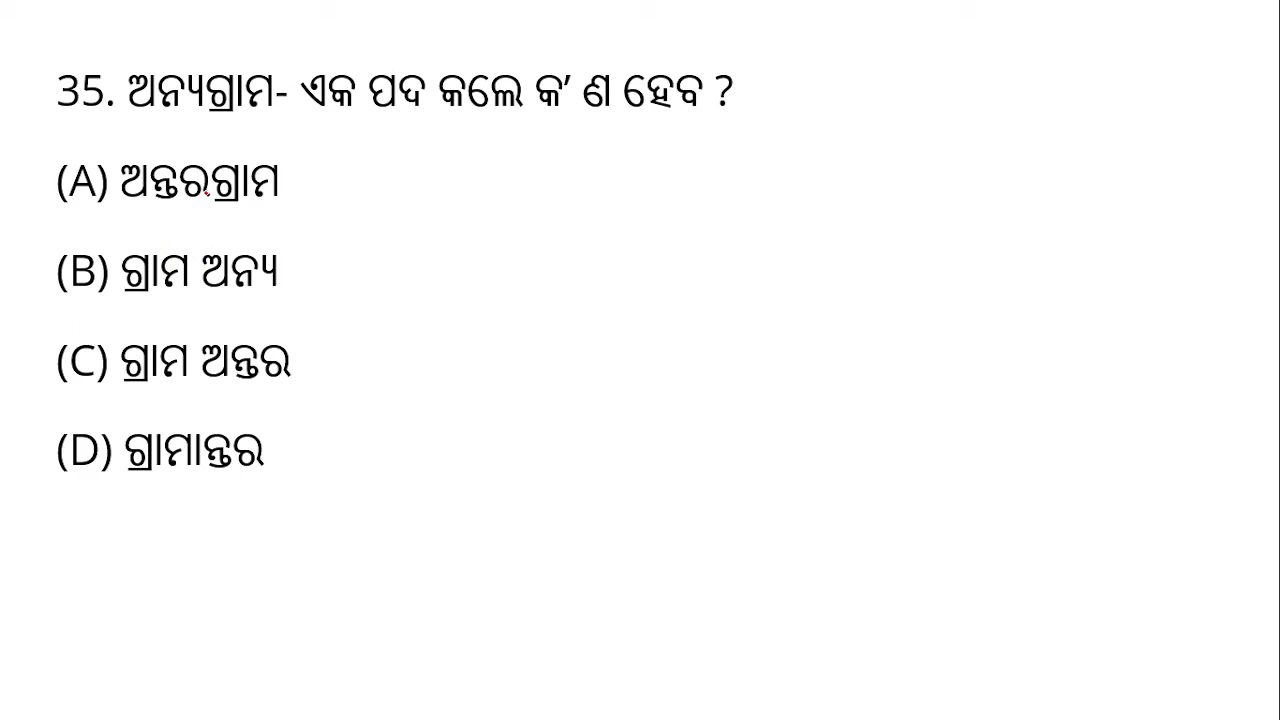 35. ଅନ୍ୟଗ୍ରାମ- ଏକ ପଦ କଲେ କ’ ଣ ହେବ ?
(A) ଅନ୍ତରଗ୍ରାମ
(B) ଗ୍ରାମ ଅନ୍ୟ
(C) ଗ୍ରାମ ଅନ୍ତର
(D) ଗ୍ରାମାନ୍ତର